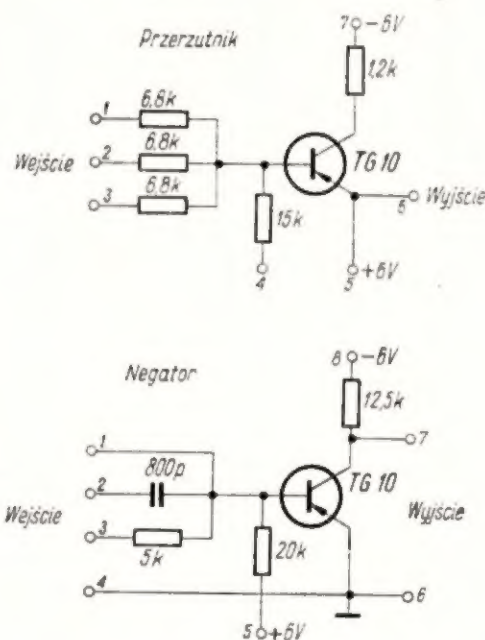 Przerzutnik
7 -6V
1,2k
1 6,8k
Wejście 2 6,8k
3 6,8k
TG 10
6 Wyjście
15k
4
5 +6V
Negator
8 -6V
12,5k
7
1
2 800p
Wejście
3 5k
4
TG 10
Wyjście
20k
6
5 +6V